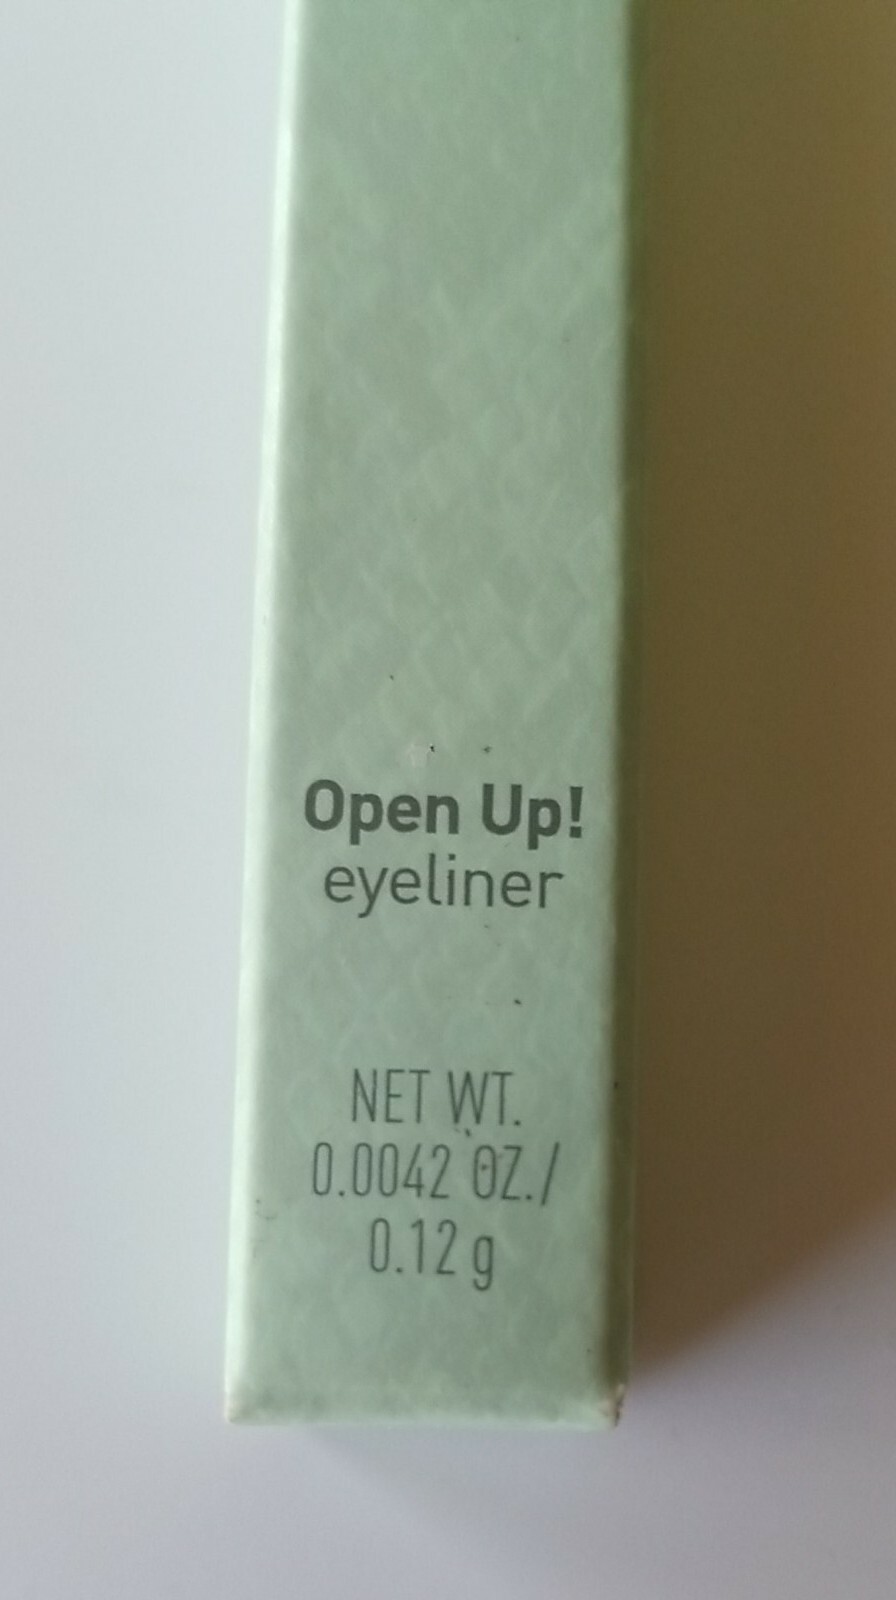 Open Up!
eyeliner
NET WT.
0.0042 OZ./
0.12 g